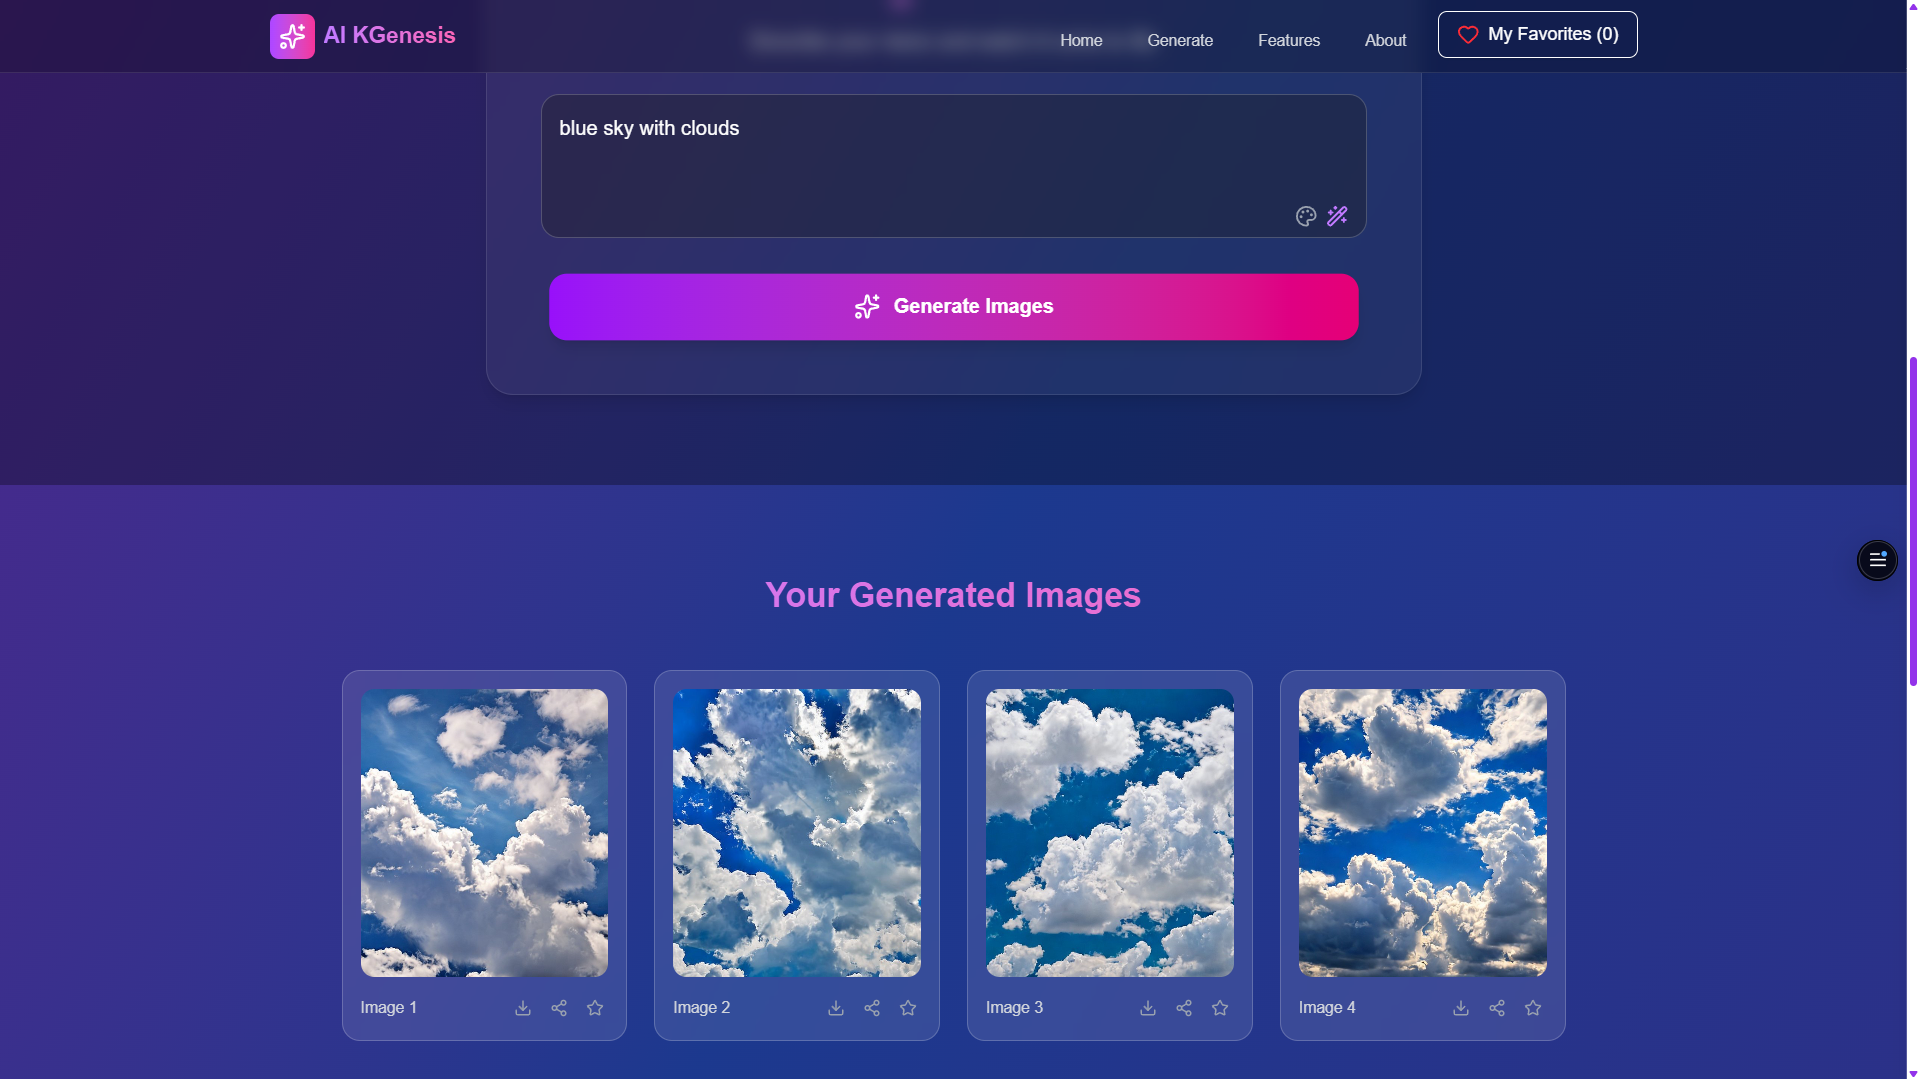 AI KGenesis
Home
Generate
Features
About
My Favorites (0)
blue sky with clouds
Generate Images
Your Generated Images
Image 1
Image 2
Image 3
Image 4